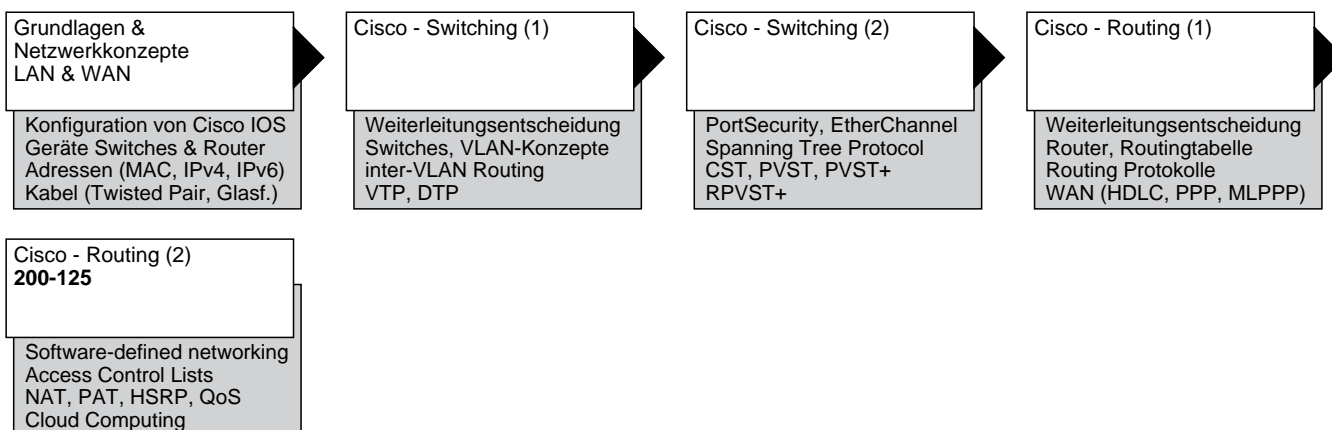 Grundlagen &
Netzwerkkonzepte
LAN & WAN
Konfiguration von Cisco IOS
Geräte Switches & Router
Adressen (MAC, IPv4, IPv6)
Kabel (Twisted Pair, Glasf.)
Cisco - Switching (1)
Weiterleitungsentscheidung
Switches, VLAN-Konzepte
inter-VLAN Routing
VTP, DTP
Cisco - Switching (2)
PortSecurity, EtherChannel
Spanning Tree Protocol
CST, PVST, PVST+
RPVST+
Cisco - Routing (1)
Weiterleitungsentscheidung
Router, Routingtabelle
Routing Protokolle
WAN (HDLC, PPP, MLPPP)
Cisco - Routing (2)
200-125
Software-defined networking
Access Control Lists
NAT, PAT, HSRP, QoS
Cloud Computing